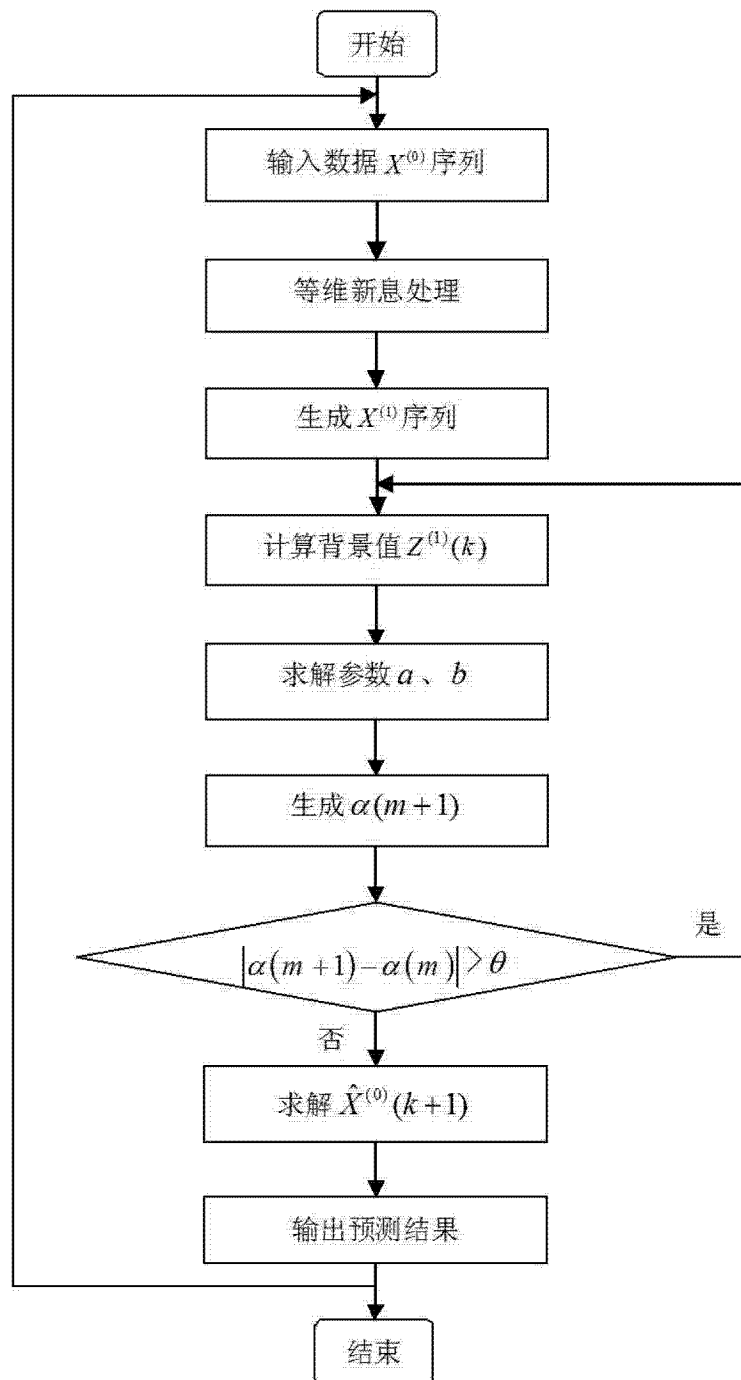 开始
输入数据 X⁽⁰⁾ 序列
等维新息处理
生成 X⁽¹⁾ 序列
计算背景值 Z⁽¹⁾(k)
求解参数 a、b
生成 α(m+1)
是
|α(m+1)−α(m)|>θ
否
求解 X̂⁽⁰⁾(k+1)
输出预测结果
结束